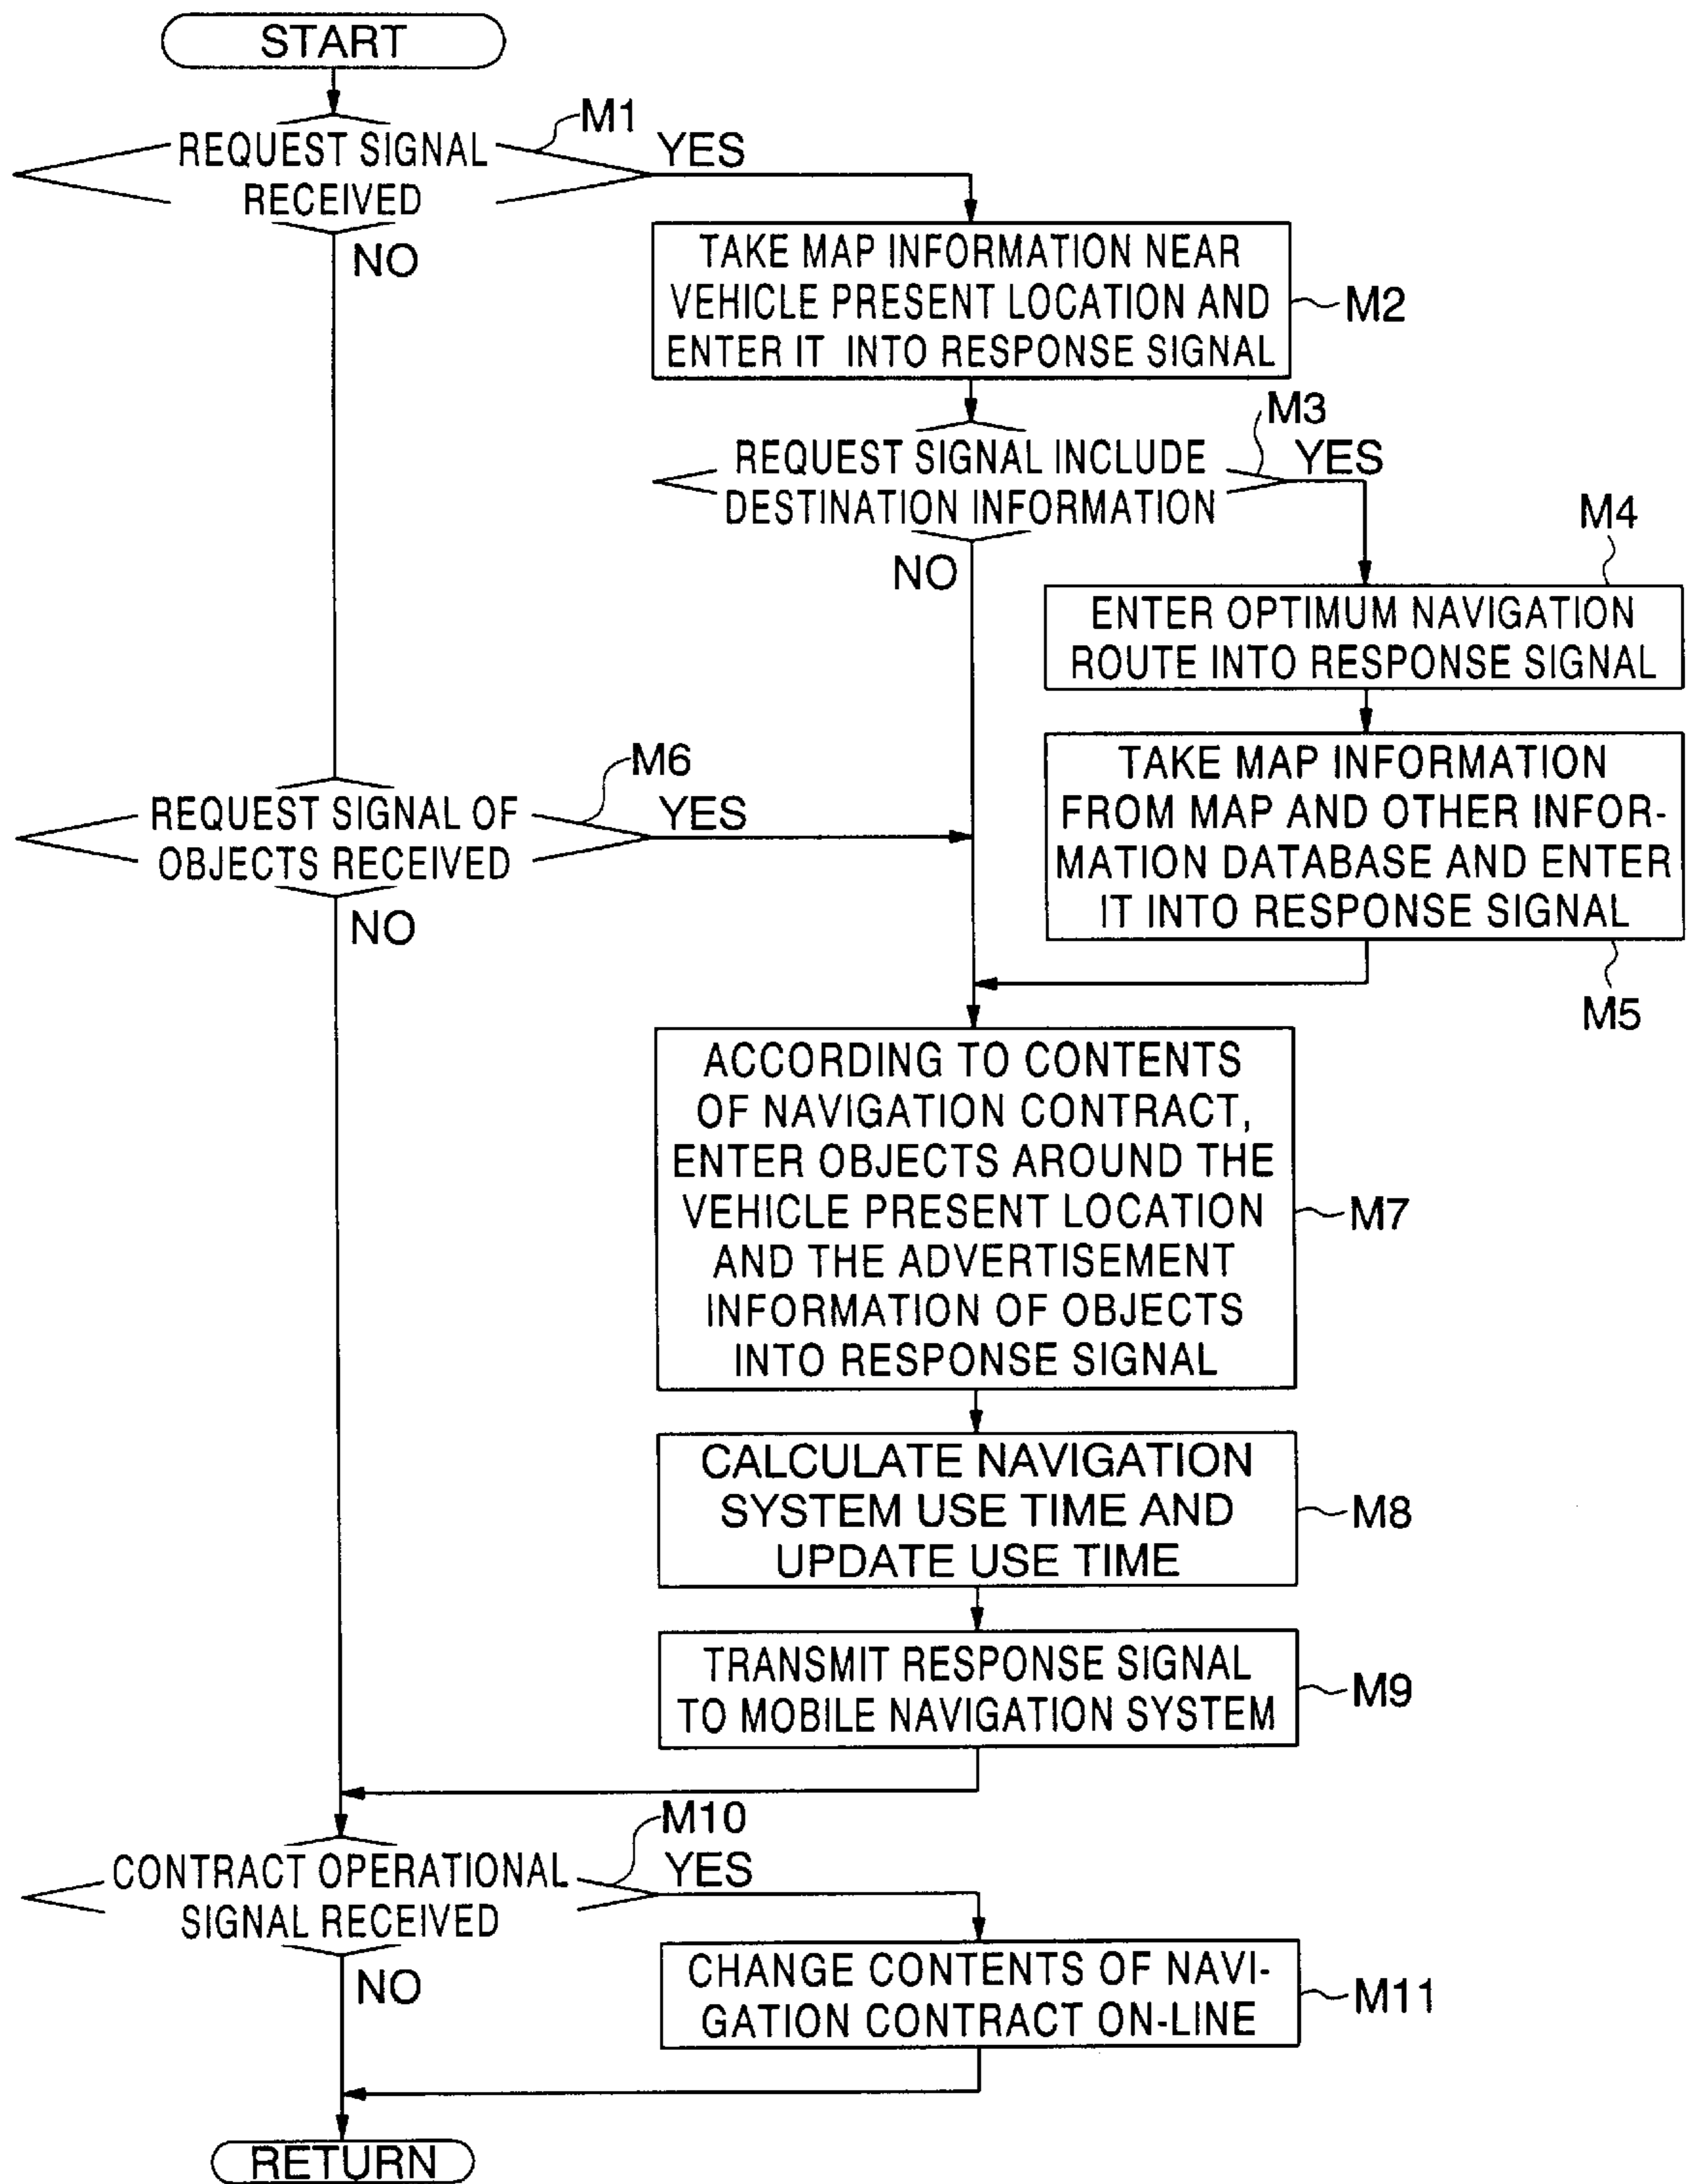 START
REQUEST SIGNAL
RECEIVED
M1
YES
NO
TAKE MAP INFORMATION NEAR
VEHICLE PRESENT LOCATION AND
ENTER IT INTO RESPONSE SIGNAL
M2
REQUEST SIGNAL INCLUDE
DESTINATION INFORMATION
M3
YES
NO
M4
ENTER OPTIMUM NAVIGATION
ROUTE INTO RESPONSE SIGNAL
TAKE MAP INFORMATION
FROM MAP AND OTHER INFOR-
MATION DATABASE AND ENTER
IT INTO RESPONSE SIGNAL
M5
REQUEST SIGNAL OF
OBJECTS RECEIVED
M6
YES
NO
ACCORDING TO CONTENTS
OF NAVIGATION CONTRACT,
ENTER OBJECTS AROUND THE
VEHICLE PRESENT LOCATION
AND THE ADVERTISEMENT
INFORMATION OF OBJECTS
INTO RESPONSE SIGNAL
M7
CALCULATE NAVIGATION
SYSTEM USE TIME AND
UPDATE USE TIME
M8
TRANSMIT RESPONSE SIGNAL
TO MOBILE NAVIGATION SYSTEM
M9
CONTRACT OPERATIONAL
SIGNAL RECEIVED
M10
YES
NO
CHANGE CONTENTS OF NAVI-
GATION CONTRACT ON-LINE
M11
RETURN